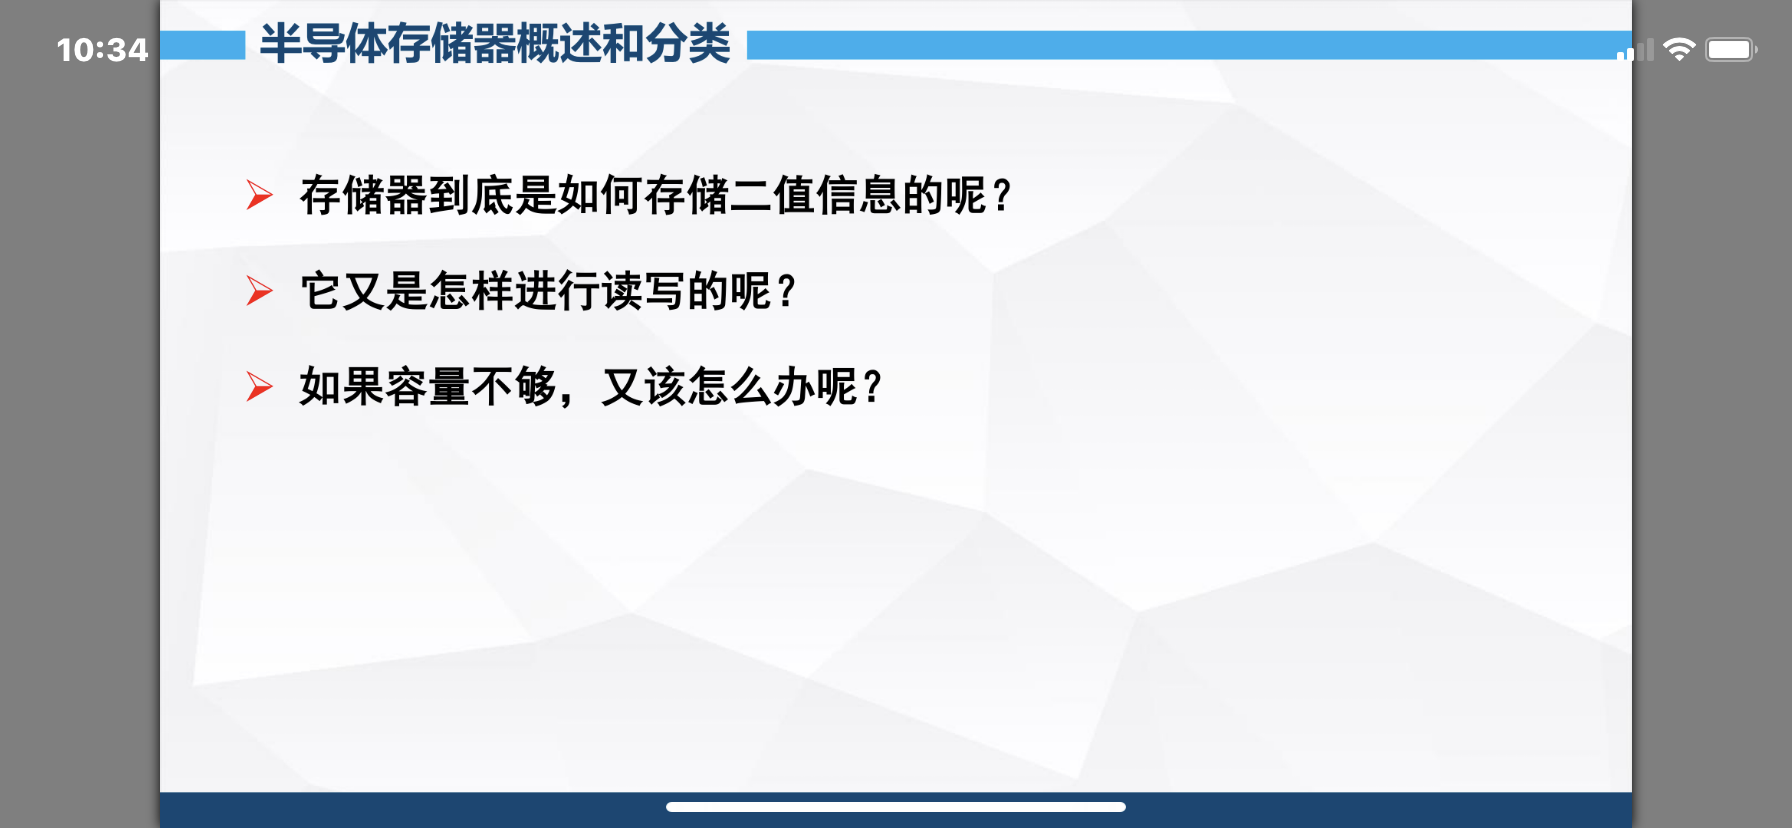 10:34
半导体存储器概述和分类
存储器到底是如何存储二值信息的呢？
它又是怎样进行读写的呢？
如果容量不够，又该怎么办呢？